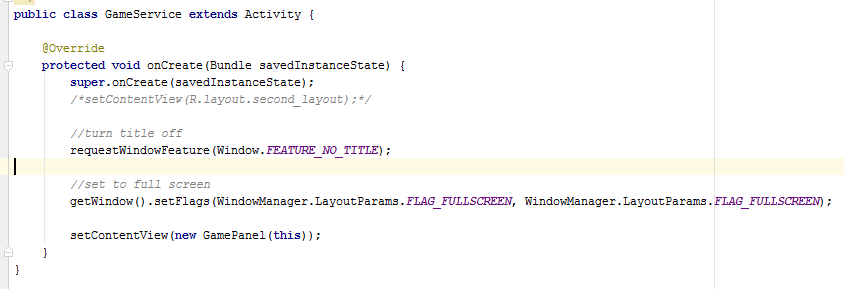 public class GameService extends Activity {
@Override
protected void onCreate(Bundle savedInstanceState) {
super.onCreate(savedInstanceState);
/*setContentView(R.layout.second_layout);*/
//turn title off
requestWindowFeature(Window.FEATURE_NO_TITLE);
//set to full screen
getWindow().setFlags(WindowManager.LayoutParams.FLAG_FULLSCREEN, WindowManager.LayoutParams.FLAG_FULLSCREEN);
setContentView(new GamePanel(this));
}
}